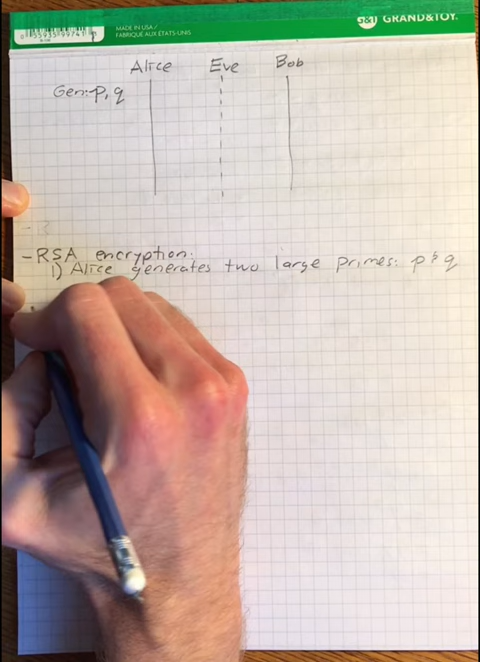 MADE IN USA/
FABRIQUÉ AUX ÉTATS-UNIS
G&T GRAND&TOY.
Alice Eve Bob
Gen: p, q
-RSA encryption:
1) Alice generates two large primes: p & q